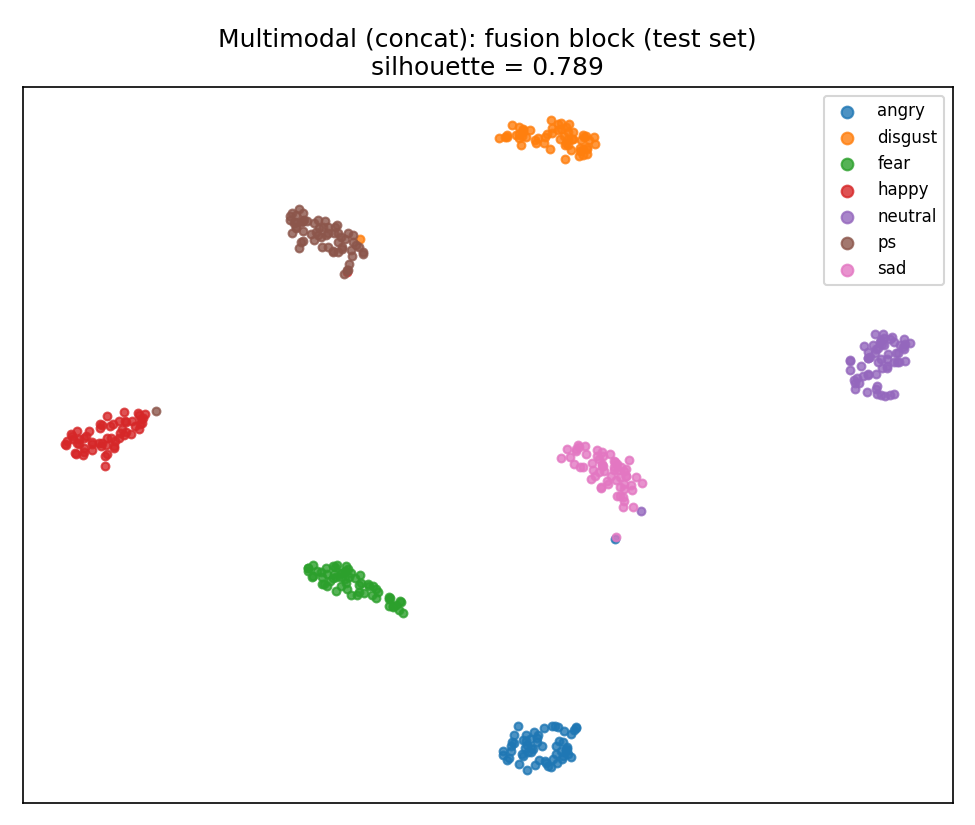 Multimodal (concat): fusion block (test set)
silhouette = 0.789
angry
disgust
fear
happy
neutral
ps
sad